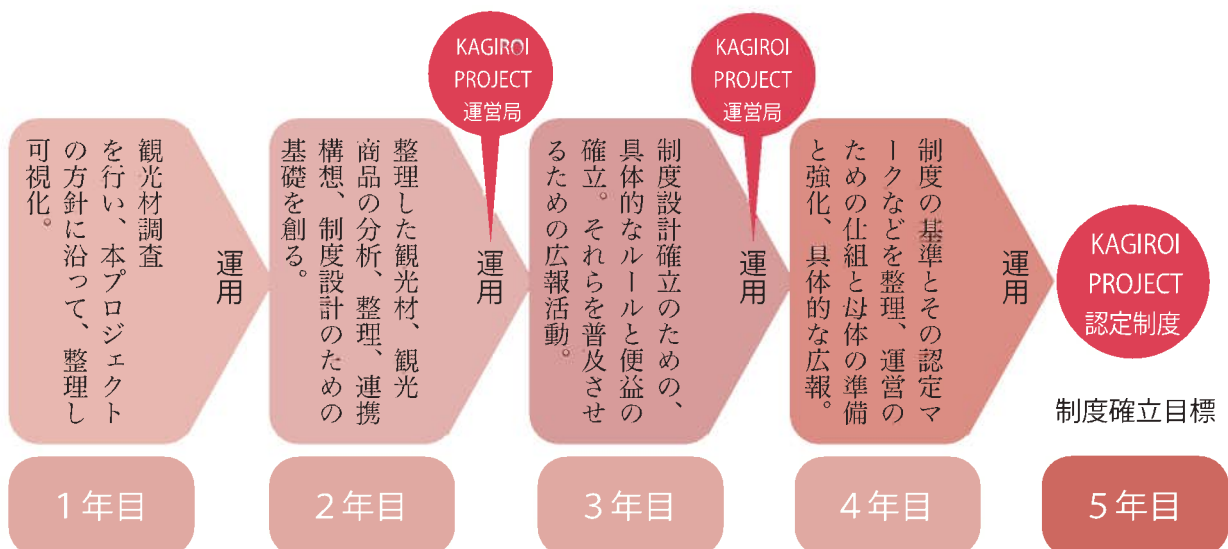 観光材調査
を行い、本プロジェクト
の方針に沿って、整理し
可視化。
運用
整理した観光材、観光
商品の分析、整理、連携
構想、制度設計のための
基礎を創る。
KAGIROI
PROJECT
運営局
運用
制度設計確立のための、
具体的なルールと便益の
確立。それらを普及させ
るための広報活動。
KAGIROI
PROJECT
運営局
運用
制度の基準とその認定マ
ークなどを整理、運営の
ための仕組と母体の準備
と強化、具体的な広報。
運用
KAGIROI
PROJECT
認定制度
制度確立目標
1年目
2年目
3年目
4年目
5年目